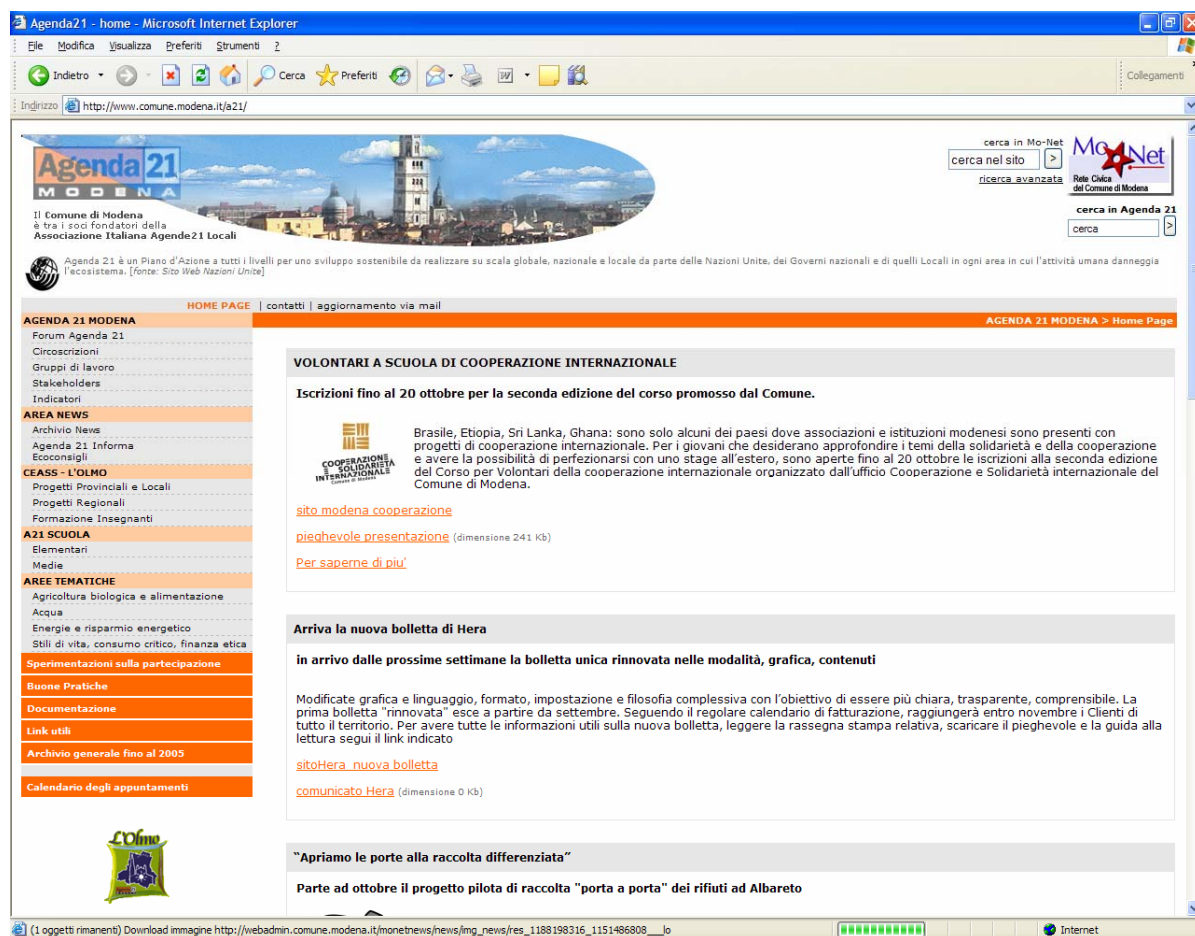 Agenda21 - home - Microsoft Internet Explorer
File Modifica Visualizza Preferiti Strumenti ?
Indietro Cerca Preferiti Collegamenti
Indirizzo http://www.comune.modena.it/a21/
Agenda 21
MODENA
Il Comune di Modena
è tra i soci fondatori della
Associazione Italiana Agende21 Locali
cerca in Mo-Net
cerca nel sito >
ricerca avanzata
Mo Net
Rete Civica
del Comune di Modena
cerca in Agenda 21
cerca >
Agenda 21 è un Piano d'Azione a tutti i livelli per uno sviluppo sostenibile da realizzare su scala globale, nazionale e locale da parte delle Nazioni Unite, dei Governi nazionali e di quelli Locali in ogni area in cui l'attività umana danneggia
l'ecosistema. [fonte: Sito Web Nazioni Unite]
HOME PAGE | contatti | aggiornamento via mail
AGENDA 21 MODENA > Home Page
AGENDA 21 MODENA
Forum Agenda 21
Circoscrizioni
Gruppi di lavoro
Stakeholders
Indicatori
AREA NEWS
Archivio News
Agenda 21 Informa
Ecoconsigli
CEASS - L'OLMO
Progetti Provinciali e Locali
Progetti Regionali
Formazione Insegnanti
A21 SCUOLA
Elementari
Medie
AREE TEMATICHE
Agricoltura biologica e alimentazione
Acqua
Energie e risparmio energetico
Stili di vita, consumo critico, finanza etica
Sperimentazioni sulla partecipazione
Buone Pratiche
Documentazione
Link utili
Archivio generale fino al 2005
Calendario degli appuntamenti
L'Olmo
VOLONTARI A SCUOLA DI COOPERAZIONE INTERNAZIONALE
Iscrizioni fino al 20 ottobre per la seconda edizione del corso promosso dal Comune.
COOPERAZIONE
SOLIDARIETA
INTERNAZIONALE
Comune di Modena
Brasile, Etiopia, Sri Lanka, Ghana: sono solo alcuni dei paesi dove associazioni e istituzioni modenesi sono presenti con
progetti di cooperazione internazionale. Per i giovani che desiderano approfondire i temi della solidarietà e della cooperazione
e avere la possibilità di perfezionarsi con uno stage all'estero, sono aperte fino al 20 ottobre le iscrizioni alla seconda edizione
del Corso per Volontari della cooperazione internazionale organizzato dall'ufficio Cooperazione e Solidarietà internazionale del
Comune di Modena.
sito modena cooperazione
pieghevole presentazione (dimensione 241 Kb)
Per saperne di piu'
Arriva la nuova bolletta di Hera
in arrivo dalle prossime settimane la bolletta unica rinnovata nelle modalità, grafica, contenuti
Modificate grafica e linguaggio, formato, impostazione e filosofia complessiva con l'obiettivo di essere più chiara, trasparente, comprensibile. La
prima bolletta "rinnovata" esce a partire da settembre. Seguendo il regolare calendario di fatturazione, raggiungerà entro novembre i Clienti di
tutto il territorio. Per avere tutte le informazioni utili sulla nuova bolletta, leggere la rassegna stampa relativa, scaricare il pieghevole e la guida alla
lettura segui il link indicato
sitoHera nuova bolletta
comunicato Hera (dimensione 0 Kb)
"Apriamo le porte alla raccolta differenziata"
Parte ad ottobre il progetto pilota di raccolta "porta a porta" dei rifiuti ad Albareto
(1 oggetti rimanenti) Download immagine http://webadmin.comune.modena.it/monetnews/news/img_news/res_1188198316_1151486808___lo
Internet